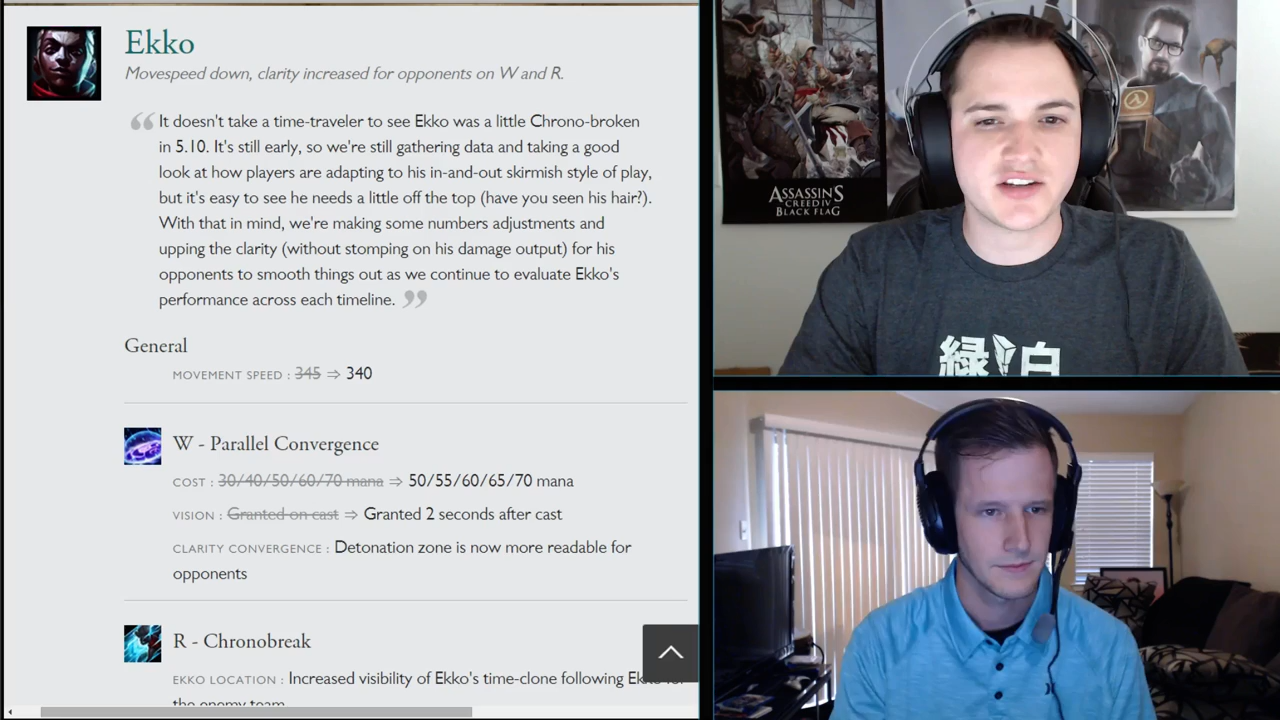 Ekko
Movespeed down, clarity increased for opponents on W and R.
It doesn't take a time-traveler to see Ekko was a little Chrono-broken
in 5.10. It's still early, so we're still gathering data and taking a good
look at how players are adapting to his in-and-out skirmish style of play,
but it's easy to see he needs a little off the top (have you seen his hair?).
With that in mind, we're making some numbers adjustments and
upping the clarity (without stomping on his damage output) for his
opponents to smooth things out as we continue to evaluate Ekko's
performance across each timeline.
General
MOVEMENT SPEED : 345 ⇒ 340
W - Parallel Convergence
COST : 30/40/50/60/70 mana ⇒ 50/55/60/65/70 mana
VISION : Granted on cast ⇒ Granted 2 seconds after cast
CLARITY CONVERGENCE : Detonation zone is now more readable for
opponents
R - Chronobreak
EKKO LOCATION : Increased visibility of Ekko's time-clone following
the enemy team
ASSASSIN'S
CREED IV
BLACK FLAG
緑 白